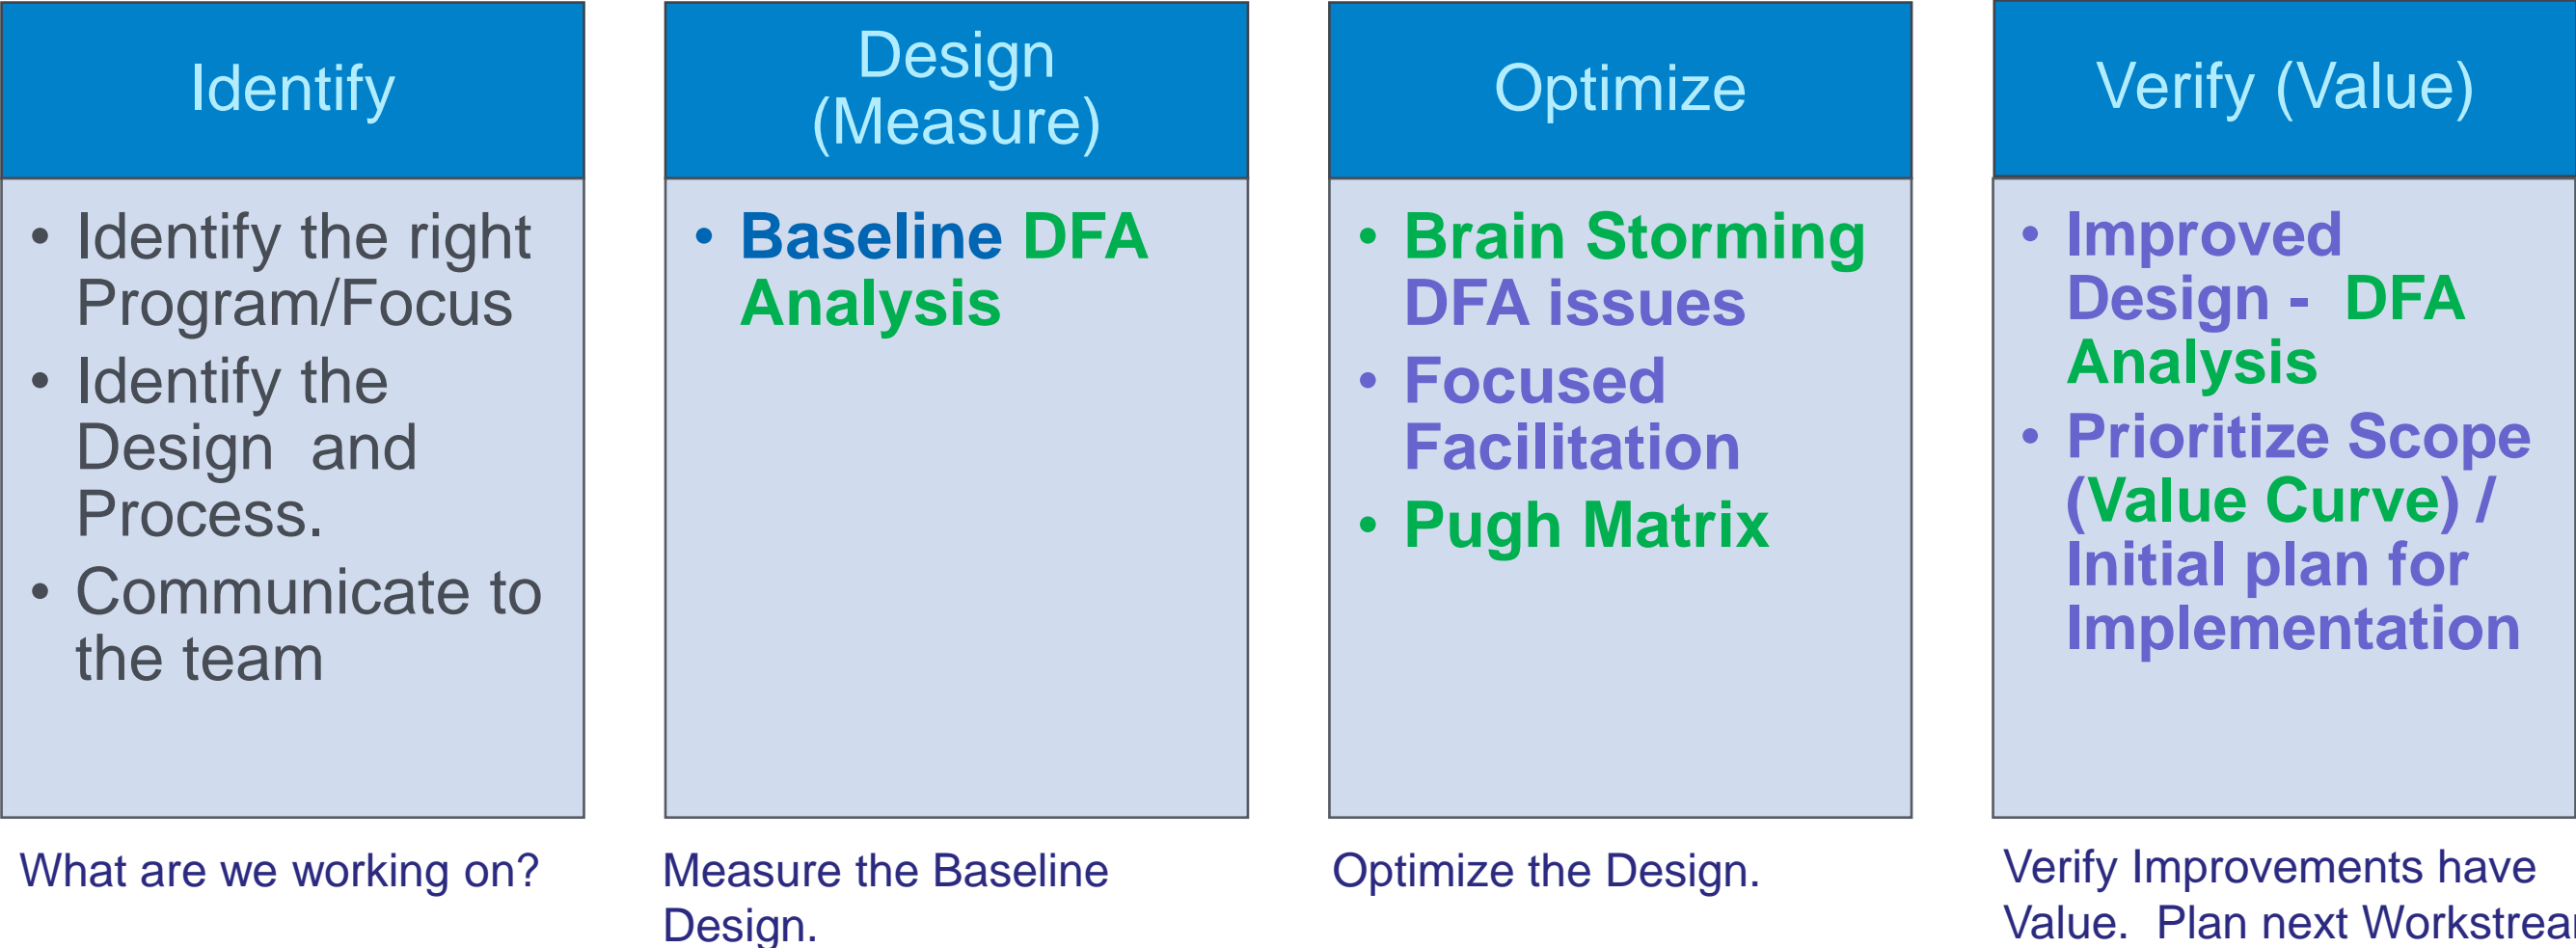 Identify
• Identify the right
Program/Focus
• Identify the
Design and
Process.
• Communicate to
the team
What are we working on?
Design
(Measure)
• Baseline DFA
Analysis
Measure the Baseline
Design.
Optimize
• Brain Storming
DFA issues
• Focused
Facilitation
• Pugh Matrix
Optimize the Design.
Verify (Value)
• Improved
Design - DFA
Analysis
• Prioritize Scope
(Value Curve) /
Initial plan for
Implementation
Verify Improvements have
Value. Plan next